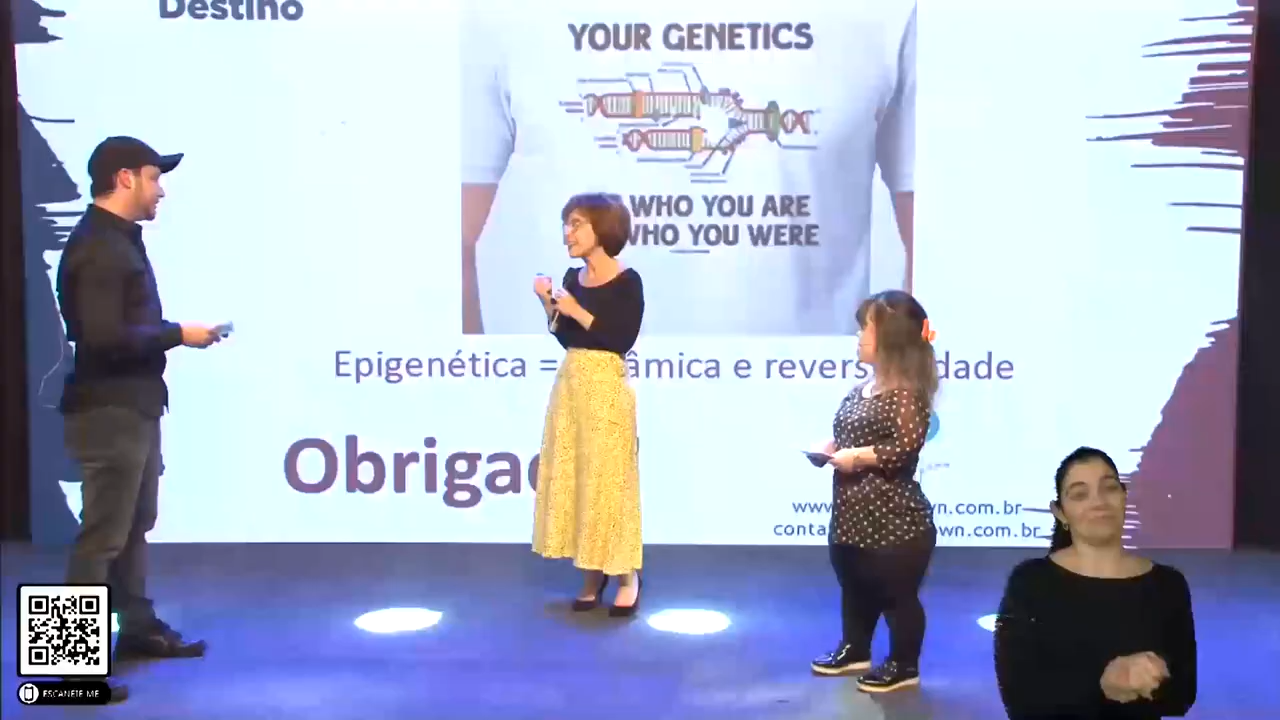 Destino
YOUR GENETICS
WHO YOU ARE
WHO YOU WERE
Epigenética =
e
Obriga
www.
wn.com.br
conta
wn.com.br
ESCANEIE ME